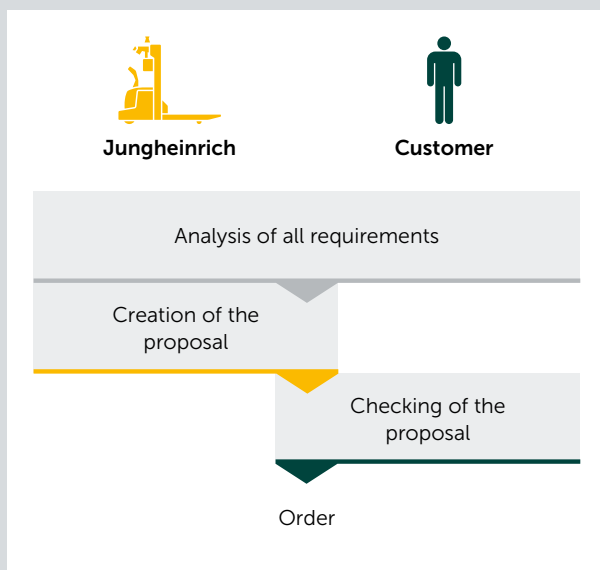 Jungheinrich
Customer
Analysis of all requirements
Creation of the
proposal
Checking of the
proposal
Order